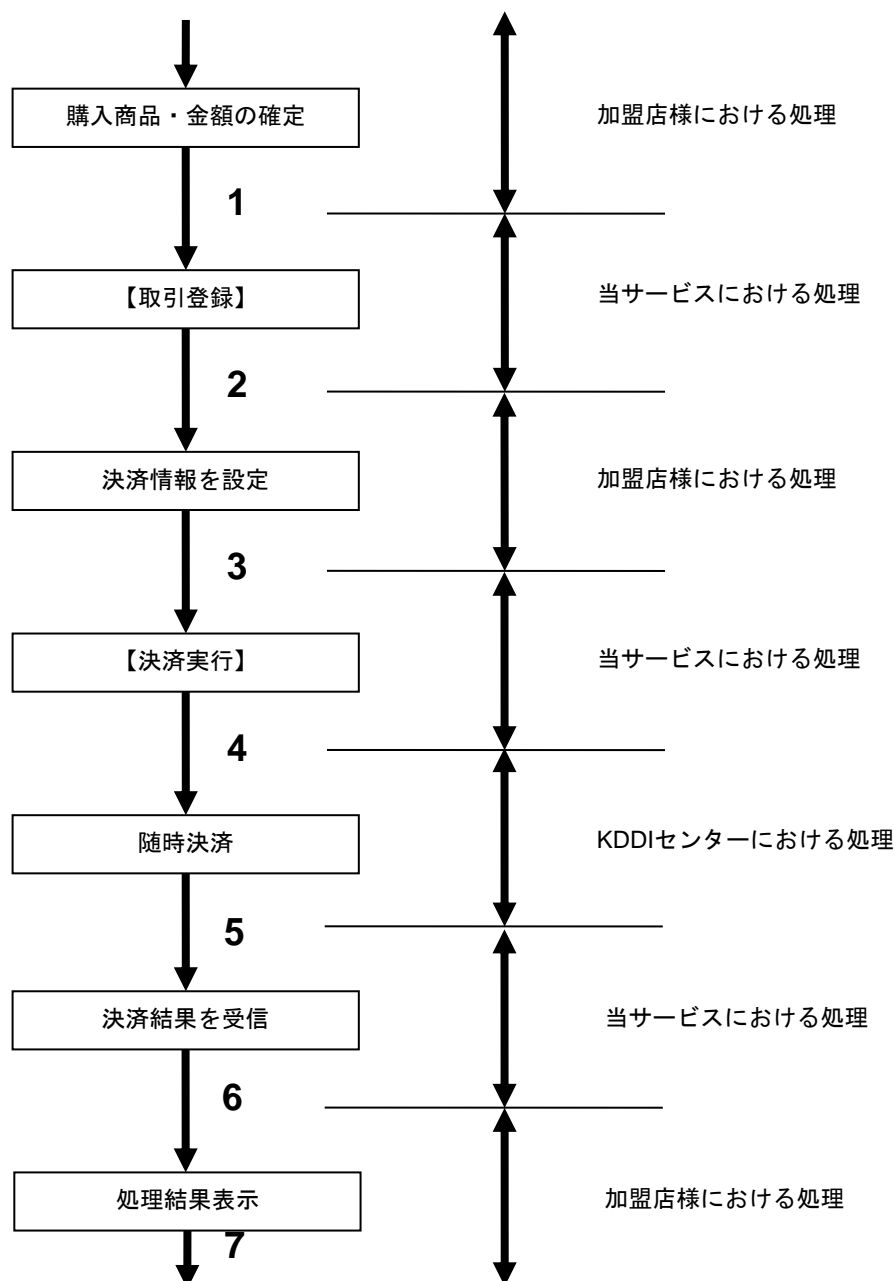 購入商品・金額の確定
加盟店様における処理
1
【取引登録】
当サービスにおける処理
2
決済情報を設定
加盟店様における処理
3
【決済実行】
当サービスにおける処理
4
随時決済
KDDIセンターにおける処理
5
決済結果を受信
当サービスにおける処理
6
処理結果表示
加盟店様における処理
7